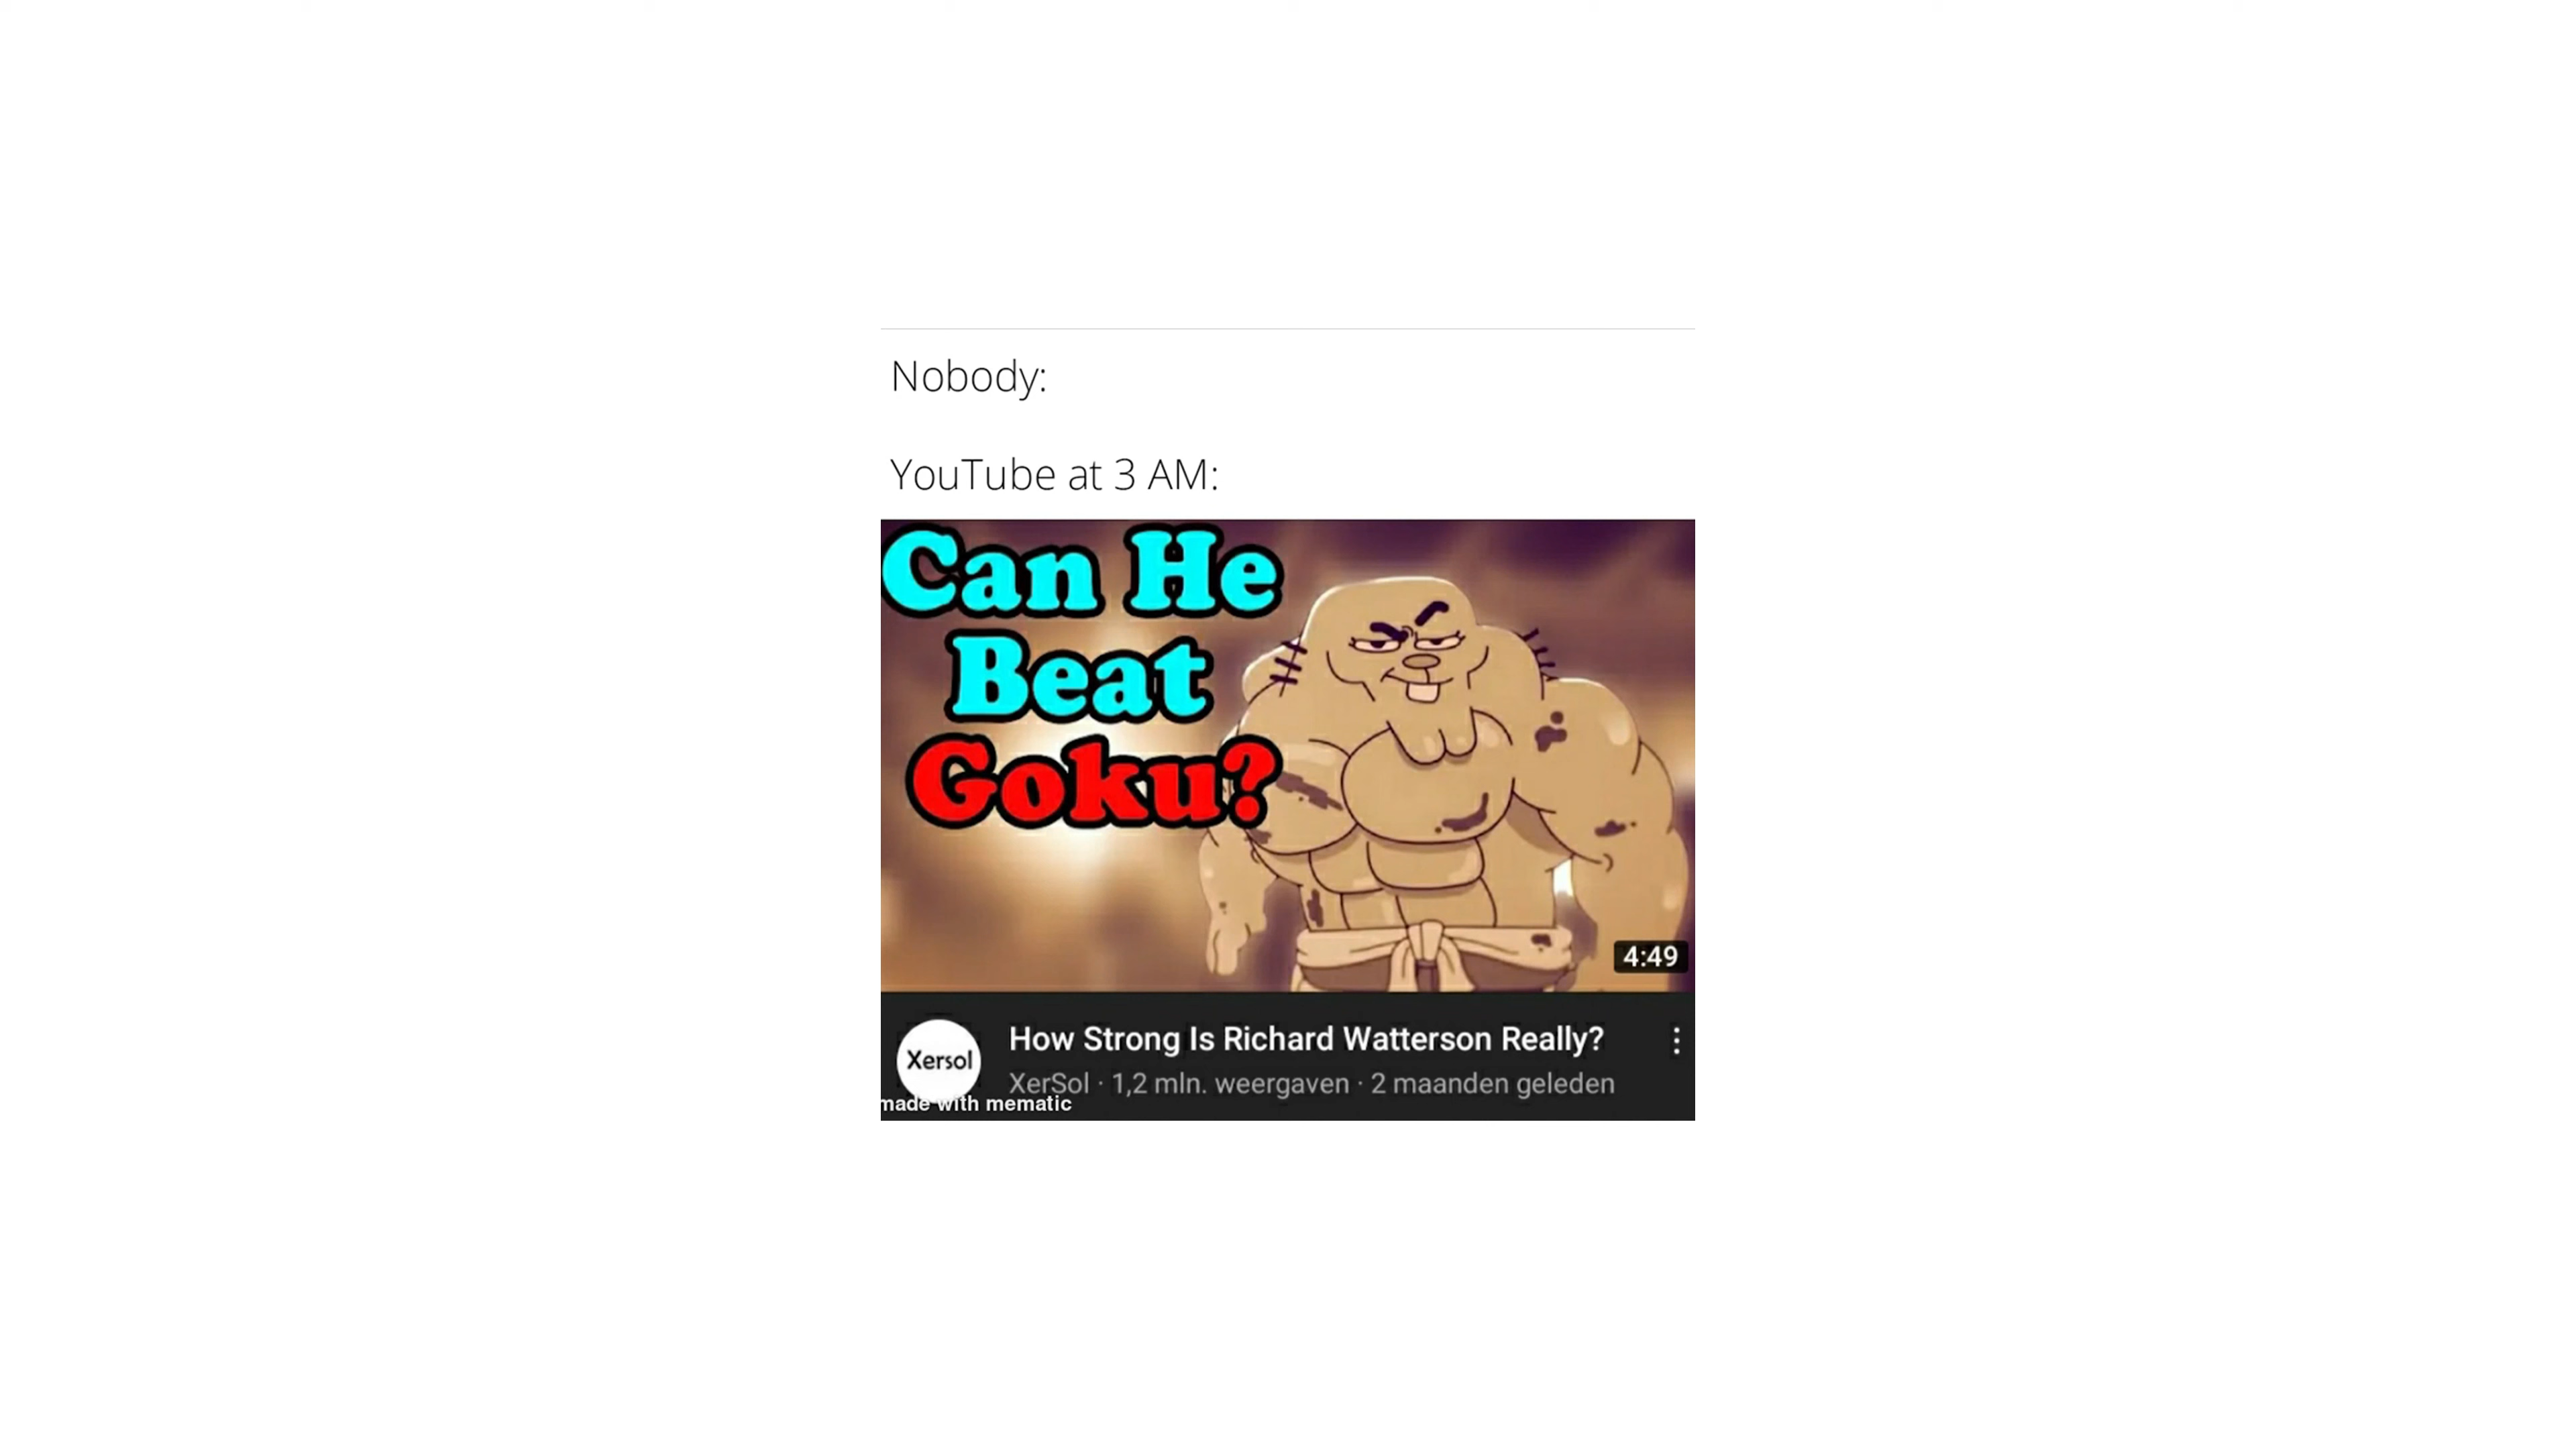 Nobody:
YouTube at 3 AM:
Can He
Beat
Goku?
4:49
Xersol
How Strong Is Richard Watterson Really?
XerSol · 1,2 mln. weergaven · 2 maanden geleden
made with mematic